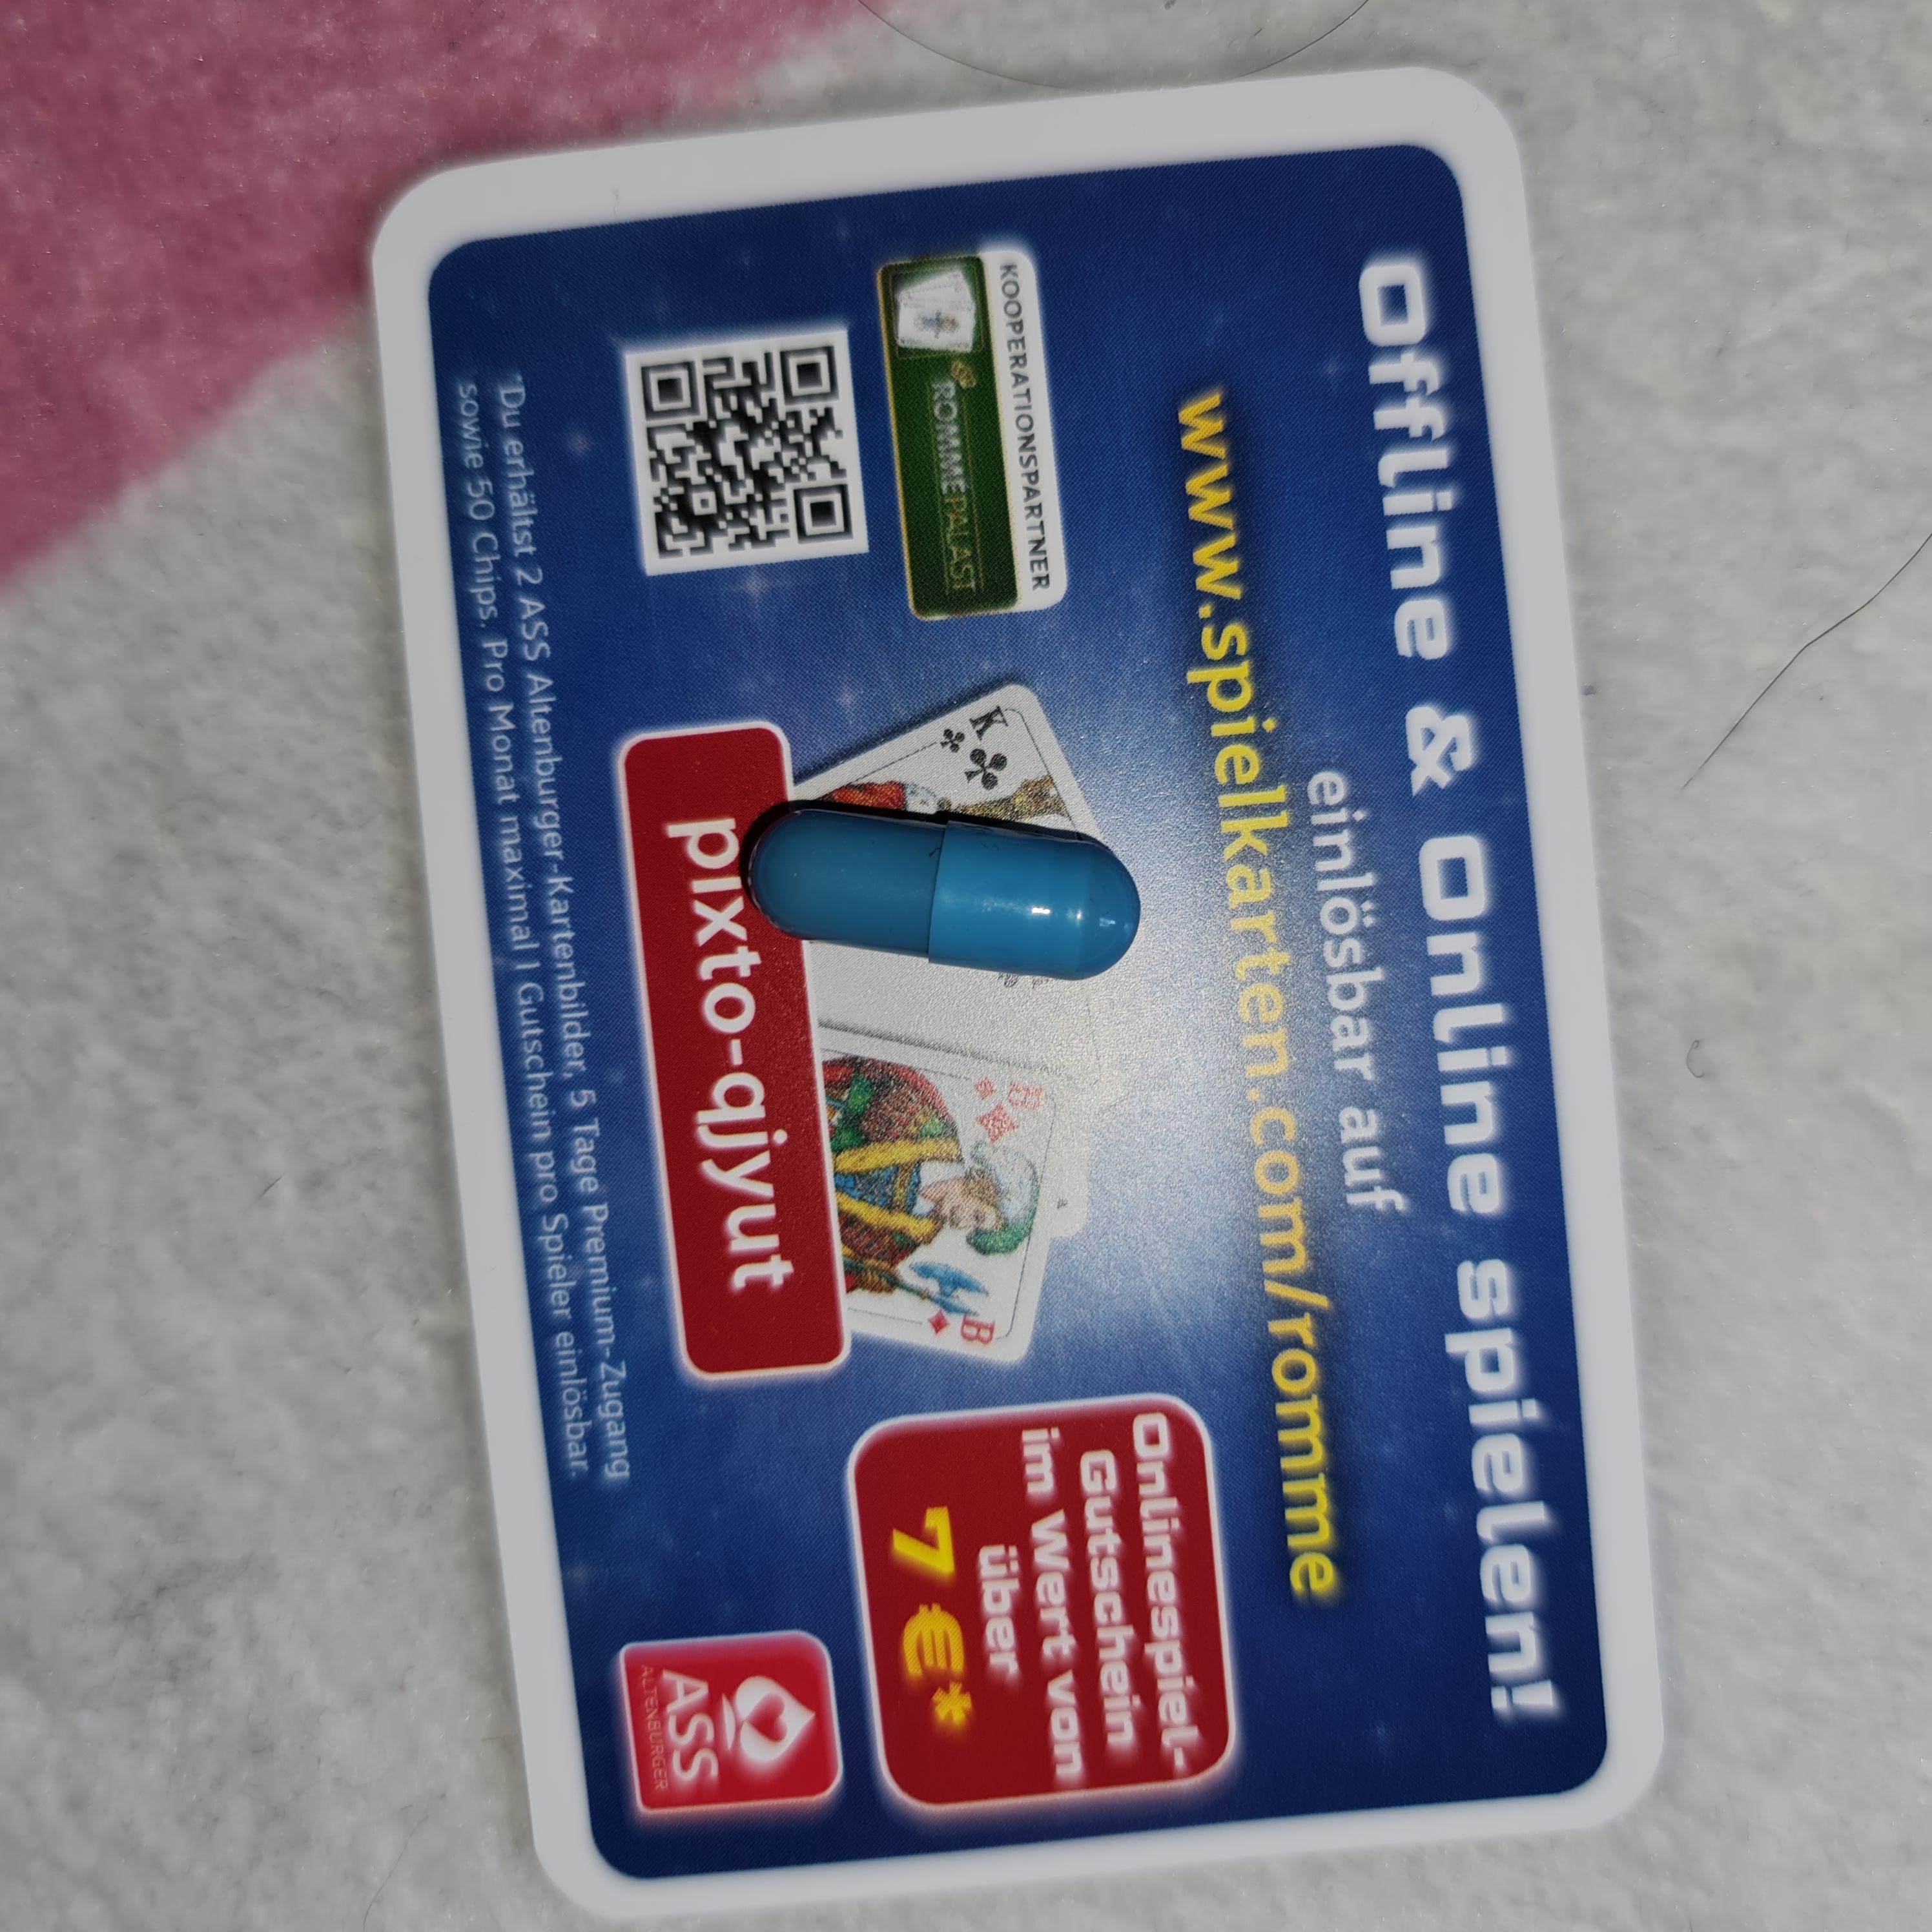 Offline & Online spielen!
einlösbar auf
www.spielkarten.com/romme
KOOPERATIONSPARTNER
ROMMÉ PALAST
K
B
B
Onlinespiel-
Gutschein
im Wert von
über
7 €*
pixto-qjyut
*Du erhältst 2 ASS Altenburger-Kartenbilder, 5 Tage Premium-Zugang
sowie 50 Chips. Pro Monat maximal 1 Gutschein pro Spieler einlösbar.
ASS
ALTENBURGER